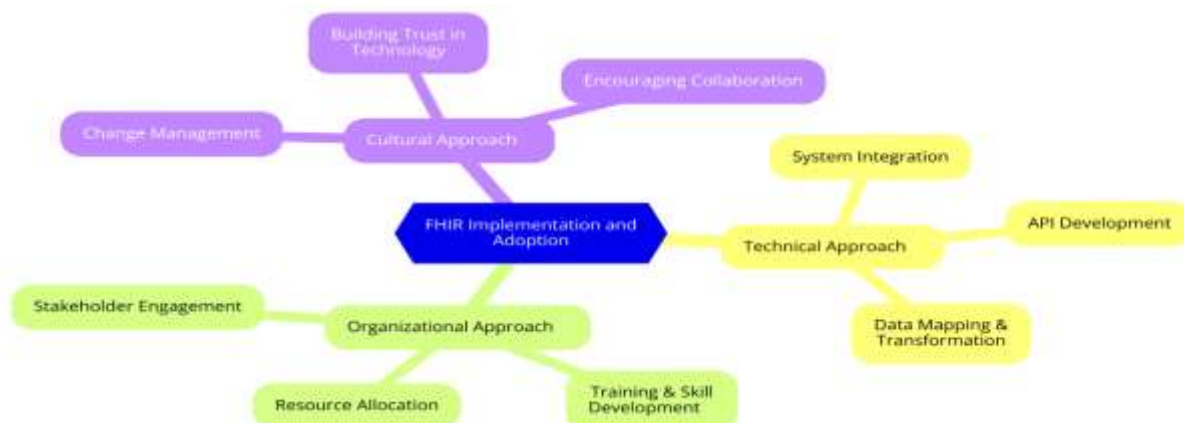 Building Trust in
Technology
Encouraging Collaboration
Change Management
Cultural Approach
System Integration
FHIR Implementation and
Adoption
API Development
Technical Approach
Stakeholder Engagement
Organizational Approach
Data Mapping &
Transformation
Resource Allocation
Training & Skill
Development